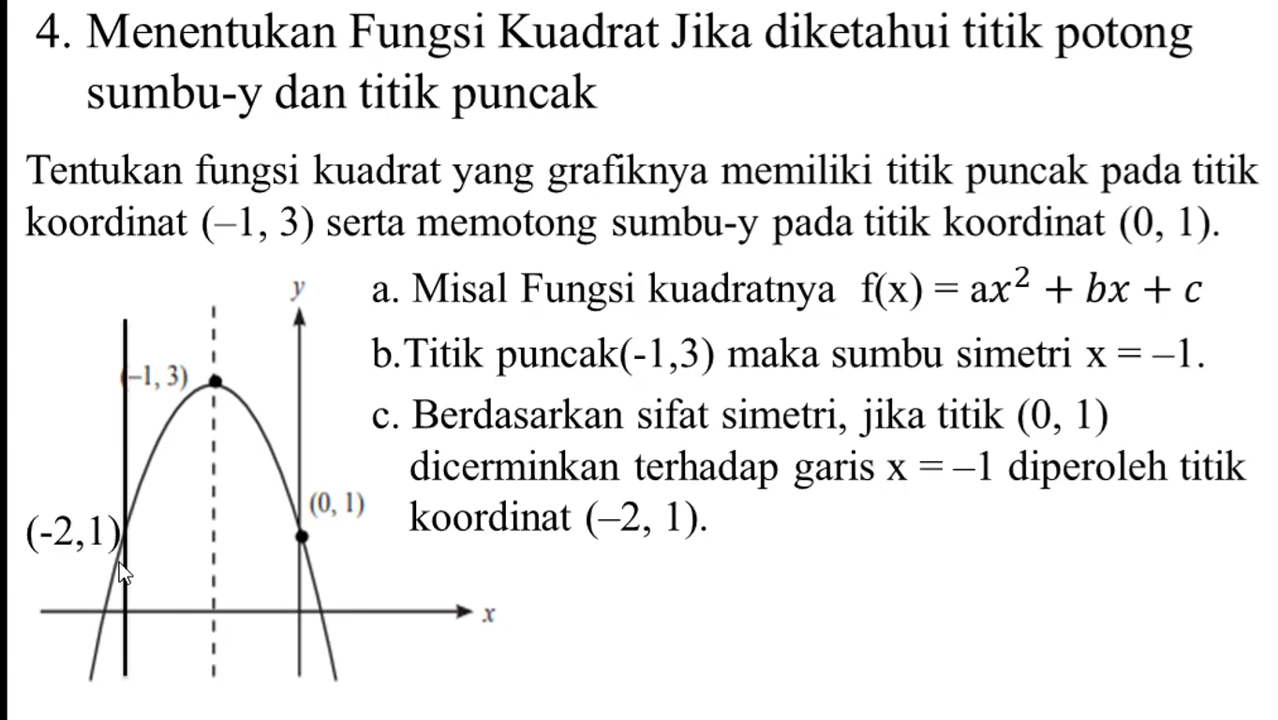 4. Menentukan Fungsi Kuadrat Jika diketahui titik potong
sumbu-y dan titik puncak
Tentukan fungsi kuadrat yang grafiknya memiliki titik puncak pada titik
koordinat (–1, 3) serta memotong sumbu-y pada titik koordinat (0, 1).
y
a. Misal Fungsi kuadratnya f(x) = ax² + bx + c
b.Titik puncak(-1,3) maka sumbu simetri x = –1.
(–1, 3)
c. Berdasarkan sifat simetri, jika titik (0, 1)
dicerminkan terhadap garis x = –1 diperoleh titik
koordinat (–2, 1).
(0, 1)
(-2,1)
x